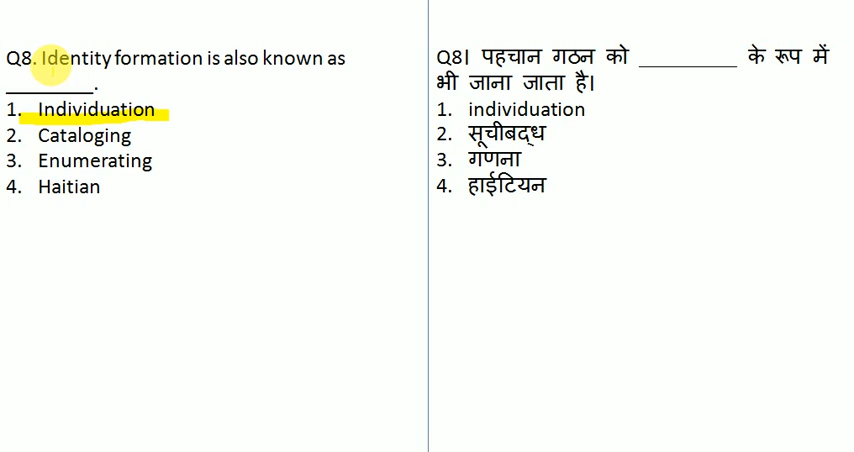 Q8. Identity formation is also known as
________.
1. Individuation
2. Cataloging
3. Enumerating
4. Haitian
Q8। पहचान गठन को _________ के रूप में
भी जाना जाता है।
1. individuation
2. सूचीबद्ध
3. गणना
4. हाईटियन